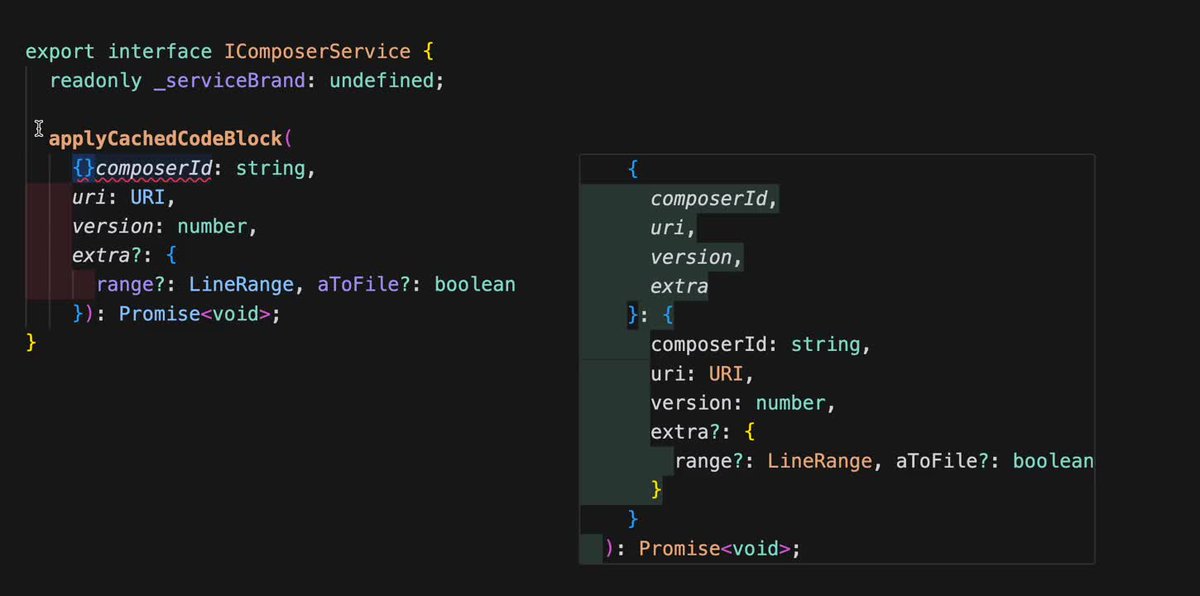 export interface IComposerService {
  readonly _serviceBrand: undefined;

  applyCachedCodeBlock(
    {}composerId: string,
    uri: URI,
    version: number,
    extra?: {
      range?: LineRange, aToFile?: boolean
    }): Promise<void>;
}
  {
    composerId,
    uri,
    version,
    extra
  }: {
    composerId: string,
    uri: URI,
    version: number,
    extra?: {
      range?: LineRange, aToFile?: boolean
    }
  }
): Promise<void>;